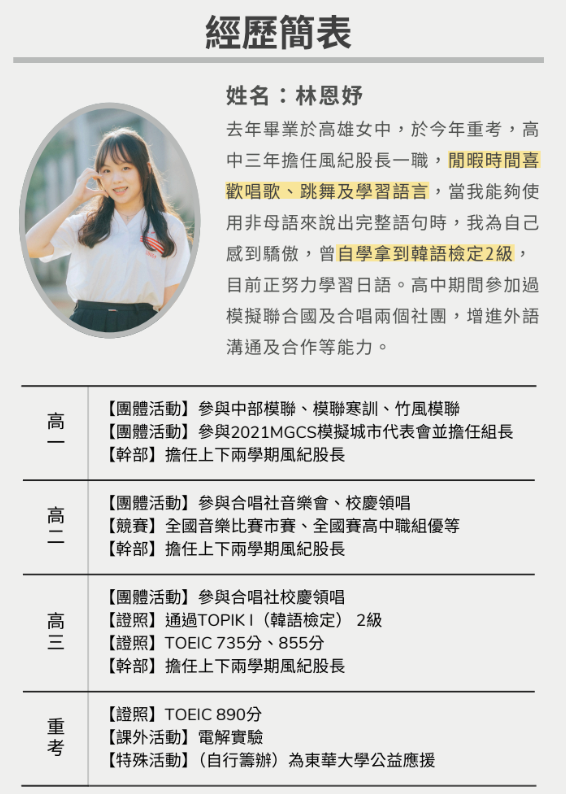 經歷簡表
姓名：林恩妤
去年畢業於高雄女中，於今年重考，高
中三年擔任風紀股長一職，閒暇時間喜
歡唱歌、跳舞及學習語言，當我能夠使
用非母語來說出完整語句時，我為自己
感到驕傲，曾自學拿到韓語檢定2級，
目前正努力學習日語。高中期間參加過
模擬聯合國及合唱兩個社團，增進外語
溝通及合作等能力。
高一
【團體活動】參與中部模聯、模聯寒訓、竹風模聯
【團體活動】參與2021MGCS模擬城市代表會並擔任組長
【幹部】擔任上下兩學期風紀股長
高二
【團體活動】參與合唱社音樂會、校慶領唱
【競賽】全國音樂比賽市賽、全國賽高中職組優等
【幹部】擔任上下兩學期風紀股長
高三
【團體活動】參與合唱社校慶領唱
【證照】通過TOPIK I（韓語檢定） 2級
【證照】TOEIC 735分、855分
【幹部】擔任上下兩學期風紀股長
重考
【證照】TOEIC 890分
【課外活動】電解實驗
【特殊活動】（自行籌辦）為東華大學公益應援